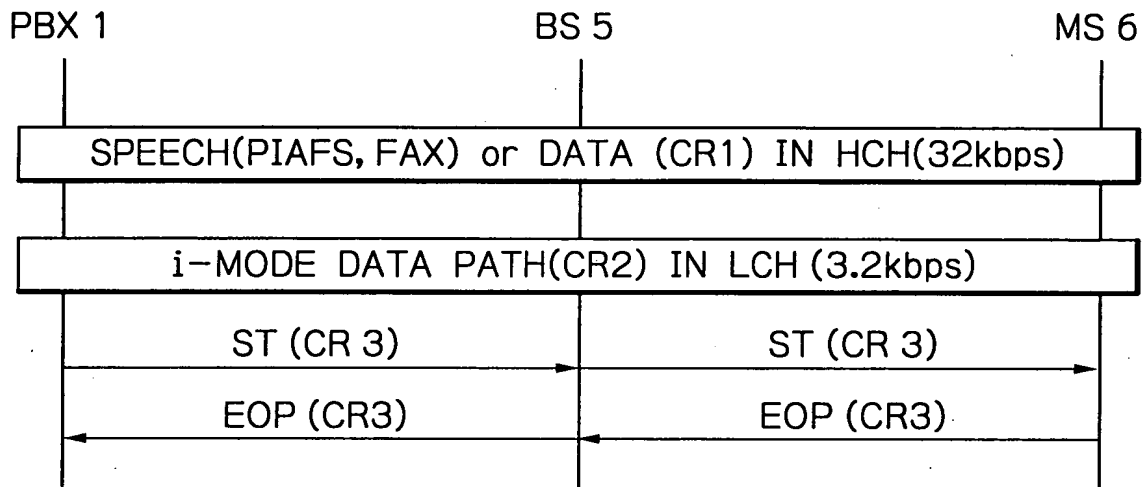 PBX 1 BS 5 MS 6
SPEECH(PIAFS, FAX) or DATA (CR1) IN HCH(32kbps)
i-MODE DATA PATH(CR2) IN LCH (3.2kbps)
ST (CR 3) ST (CR 3)
EOP (CR3) EOP (CR3)